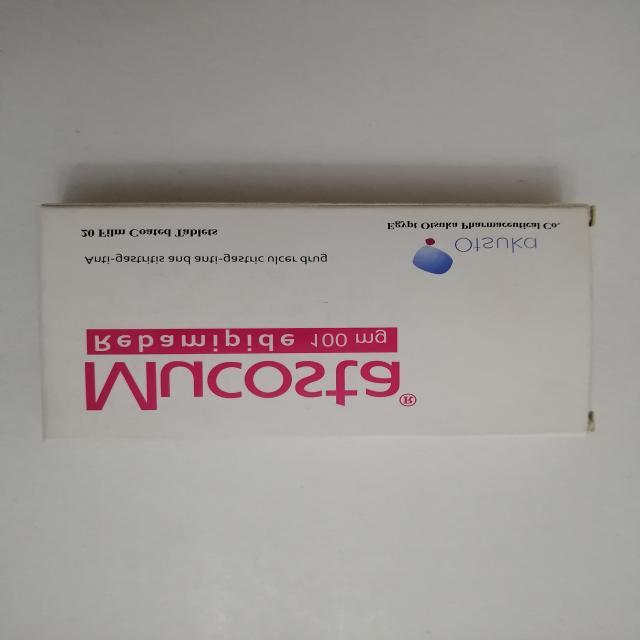 Mucosta®
Rebamipide 100 mg
Anti-gastritis and anti-gastric ulcer drug
20 Film Coated Tablets
Otsuka
Egypt Otsuka Pharmaceutical Co.